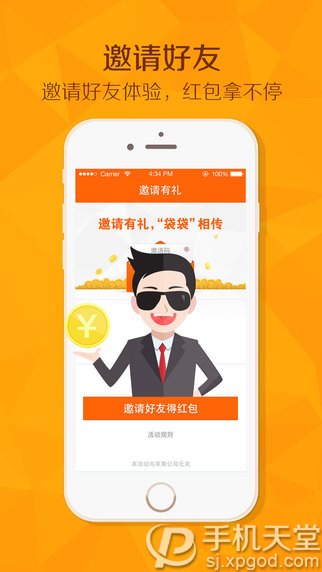 邀请好友
邀请好友体验，红包拿不停
Carrier
4:34 PM
100%
邀请有礼
邀请有礼，“袋袋”相传
邀请码
¥
邀请好友得红包
活动规则
本活动与苹果公司无关
手机天堂
sj.xpgod.com